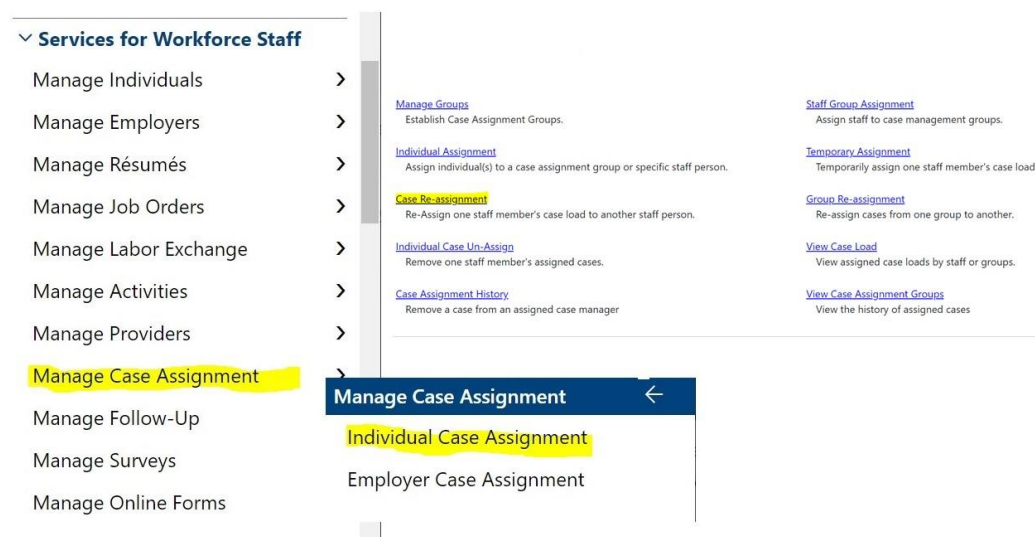 Services for Workforce Staff
Manage Individuals
Manage Employers
Manage Résumés
Manage Job Orders
Manage Labor Exchange
Manage Activities
Manage Providers
Manage Case Assignment
Manage Follow-Up
Manage Surveys
Manage Online Forms
Manage Groups
Establish Case Assignment Groups.
Individual Assignment
Assign individual(s) to a case assignment group or specific staff person.
Case Re-assignment
Re-Assign one staff member's case load to another staff person.
Individual Case Un-Assign
Remove one staff member's assigned cases.
Case Assignment History
Remove a case from an assigned case manager
Staff Group Assignment
Assign staff to case management groups.
Temporary Assignment
Temporarily assign one staff member's case load
Group Re-assignment
Re-assign cases from one group to another.
View Case Load
View assigned case loads by staff or groups.
View Case Assignment Groups
View the history of assigned cases
Manage Case Assignment
Individual Case Assignment
Employer Case Assignment